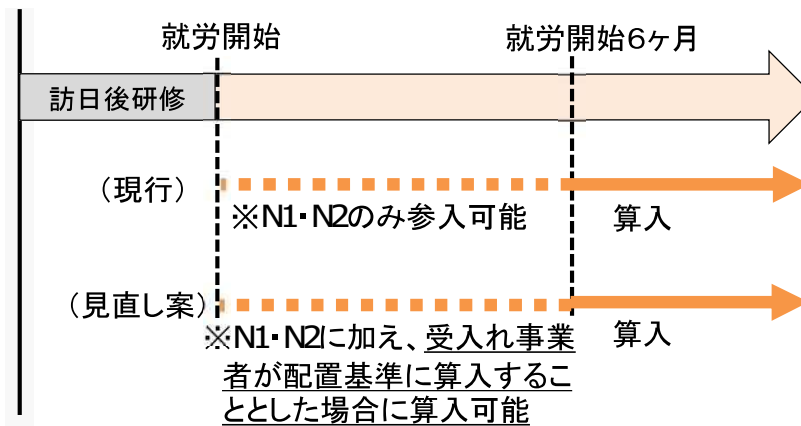 就労開始 就労開始6ヶ月
訪日後研修
(現行)
※N1・N2のみ参入可能 算入
(見直し案)
※N1・N2に加え、受入れ事業 算入
者が配置基準に算入するこ
ととした場合に算入可能